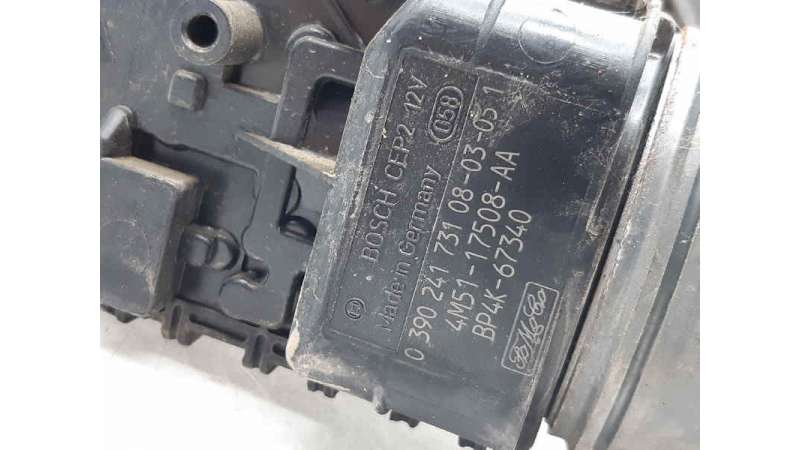 BOSCH CEP2 12V
Made in Germany 058
0 390 241 731 08-03-05 1
4M51-17508-AA
BP4K-67340